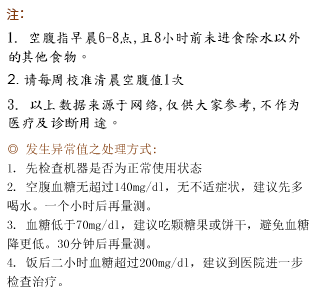 注:
1. 空腹指早晨6-8点,且8小时前未进食除水以外
的其他食物。
2.请每周校准清晨空腹值1次
3. 以上数据来源于网络,仅供大家参考,不作为
医疗及诊断用途。
◎ 发生异常值之处理方式:
1. 先检查机器是否为正常使用状态
2. 空腹血糖无超过140mg/dl，无不适症状，建议先多
喝水。一个小时后再量测。
3. 血糖低于70mg/dl，建议吃颗糖果或饼干，避免血糖
降更低。30分钟后再量测。
4. 饭后二小时血糖超过200mg/dl，建议到医院进一步
检查治疗。